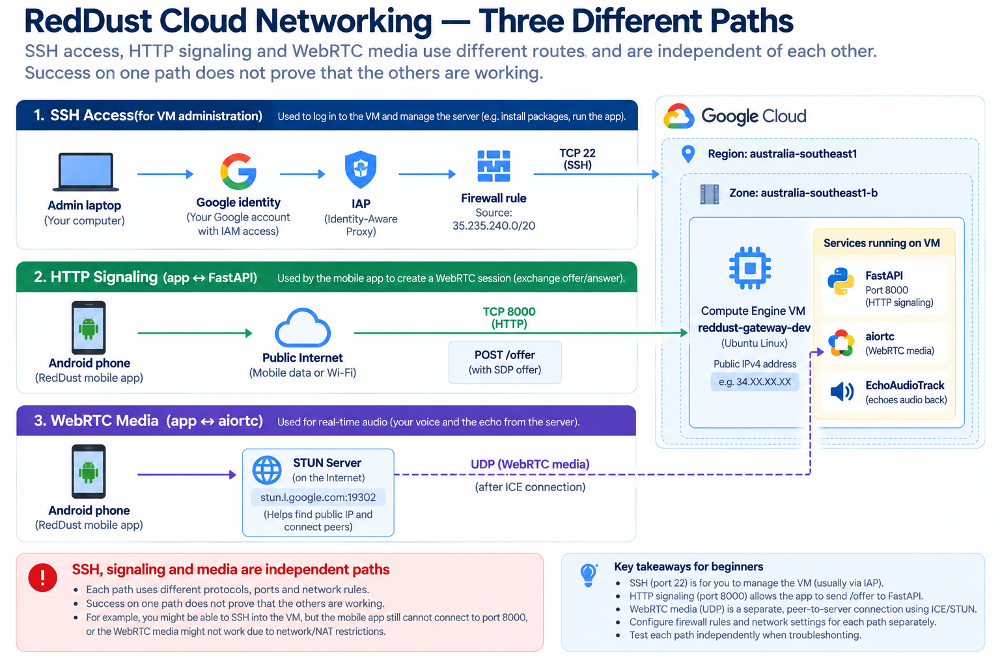 RedDust Cloud Networking — Three Different Paths
SSH access, HTTP signaling and WebRTC media use different routes, and are independent of each other.
Success on one path does not prove that the others are working.
1. SSH Access(for VM administration)
Used to log in to the VM and manage the server (e.g. install packages, run the app).
Admin laptop
(Your computer)
Google identity
(Your Google account
with IAM access)
IAP
(Identity-Aware
Proxy)
Firewall rule
Source:
35.235.240.0/20
TCP 22
(SSH)
2. HTTP Signaling (app ↔ FastAPI)
Used by the mobile app to create a WebRTC session (exchange offer/answer).
Android phone
(RedDust mobile app)
Public Internet
(Mobile data or Wi-Fi)
TCP 8000
(HTTP)
POST /offer
(with SDP offer)
3. WebRTC Media (app ↔ aiortc)
Used for real-time audio (your voice and the echo from the server).
Android phone
(RedDust mobile app)
STUN Server
(on the Internet)
stun.l.google.com:19302
(Helps find public IP and
connect peers)
UDP (WebRTC media)
(after ICE connection)
Google Cloud
Region: australia-southeast1
Zone: australia-southeast1-b
Compute Engine VM
reddust-gateway-dev
(Ubuntu Linux)
Public IPv4 address
e.g. 34.XX.XX.XX
Services running on VM
FastAPI
Port 8000
(HTTP signaling)
aiortc
(WebRTC media)
EchoAudioTrack
(echoes audio back)
!
SSH, signaling and media are independent paths
• Each path uses different protocols, ports and network rules.
• Success on one path does not prove that the others are working.
• For example, you might be able to SSH into the VM, but the mobile app still cannot connect to port 8000,
or the WebRTC media might not work due to network/NAT restrictions.
Key takeaways for beginners
• SSH (port 22) is for you to manage the VM (usually via IAP).
• HTTP signaling (port 8000) allows the app to send /offer to FastAPI.
• WebRTC media (UDP) is a separate, peer-to-server connection using ICE/STUN.
• Configure firewall rules and network settings for each path separately.
• Test each path independently when troubleshonting.